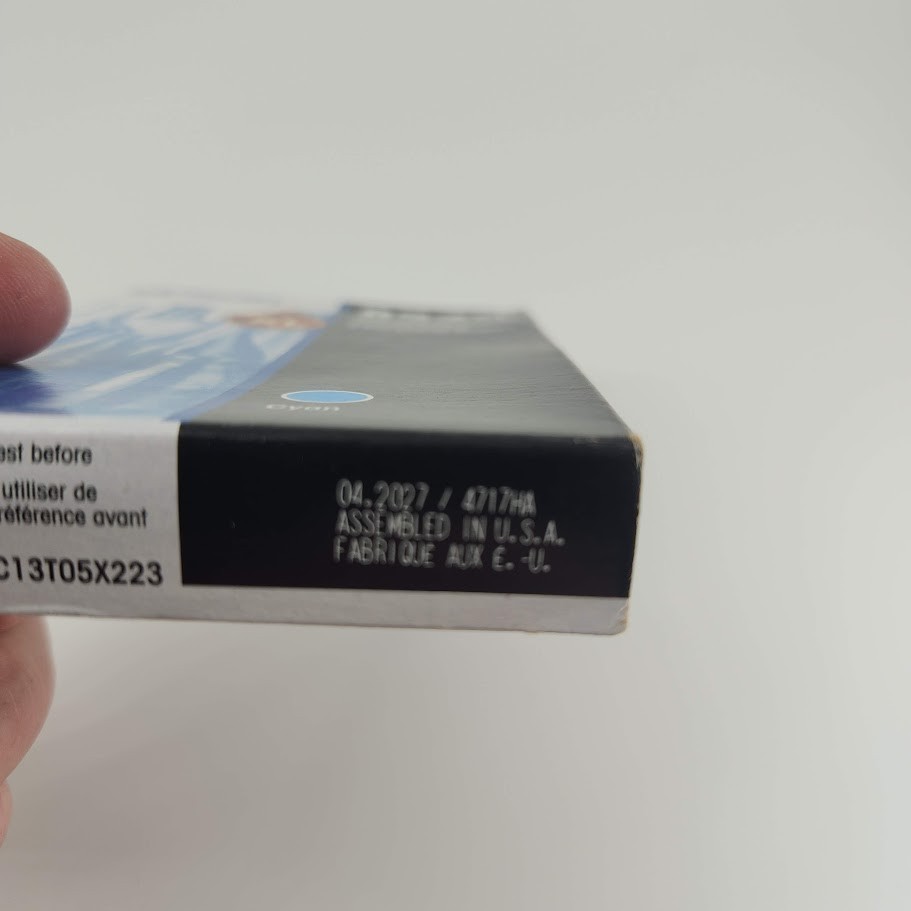 Cyan
est before
utiliser de
référence avant
C13T05X223
04.2027 / 4717HA
ASSEMBLED IN U.S.A.
FABRIQUE AUX E.-U.